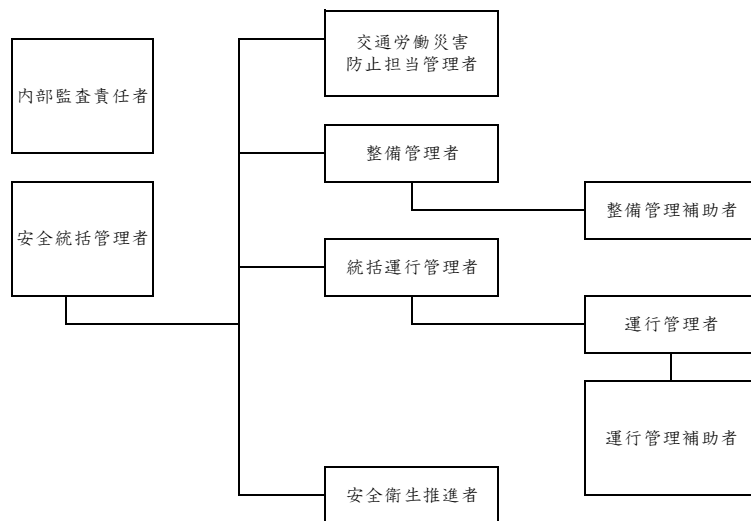 交通労働災害
防止担当管理者
内部監査責任者
整備管理者
整備管理補助者
安全統括管理者
統括運行管理者
運行管理者
運行管理補助者
安全衛生推進者